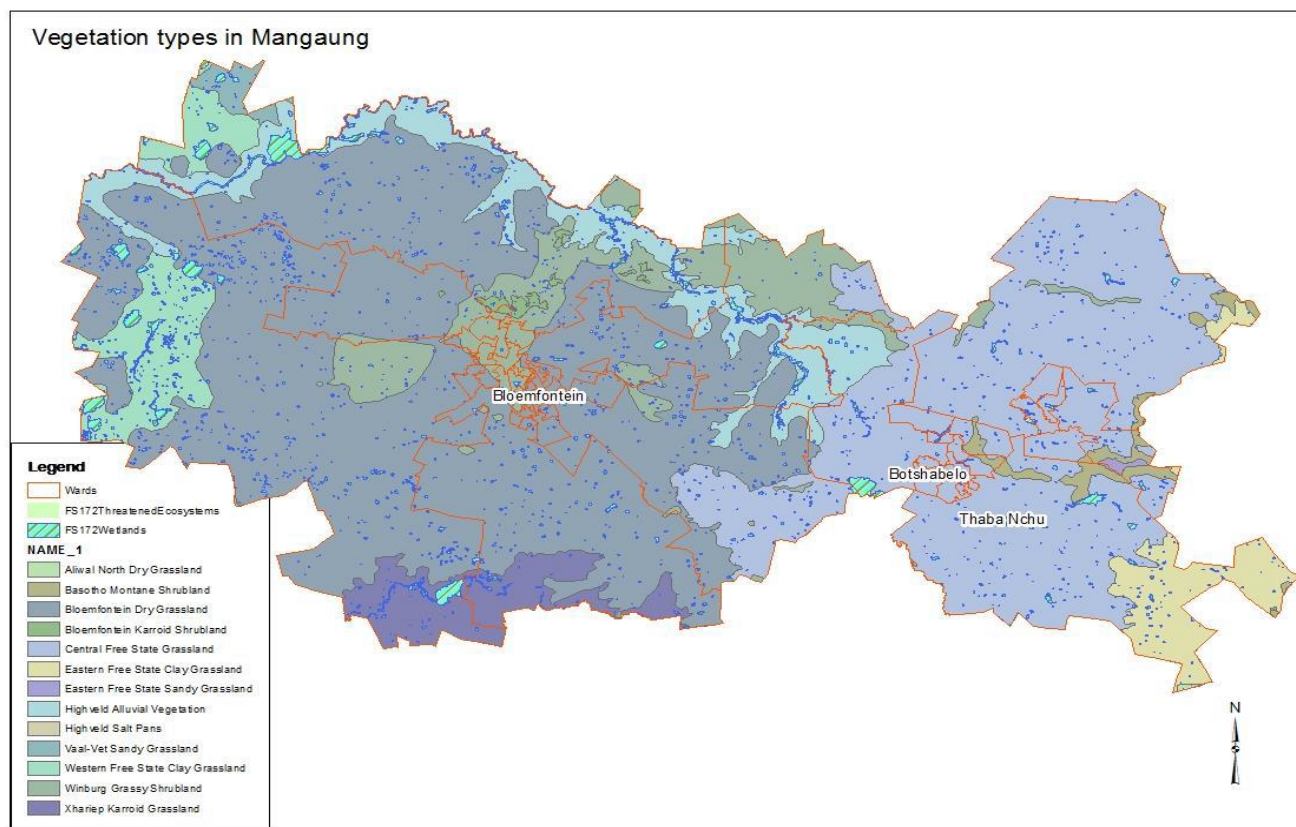 Vegetation types in Mangaung
Bloemfontein
Botshabelo
Thaba Nchu
Legend
Wards
FS172ThreatenedEcosystems
FS172Wetlands
NAME_1
Aliwal North Dry Grassland
Basotho Montane Shrubland
Bloemfontein Dry Grassland
Bloemfontein Karroid Shrubland
Central Free State Grassland
Eastern Free State Clay Grassland
Eastern Free State Sandy Grassland
Highveld Alluvial Vegetation
Highveld Salt Pans
Vaal-Vet Sandy Grassland
Western Free State Clay Grassland
Winburg Grassy Shrubland
Xhariep Karroid Grassland
N